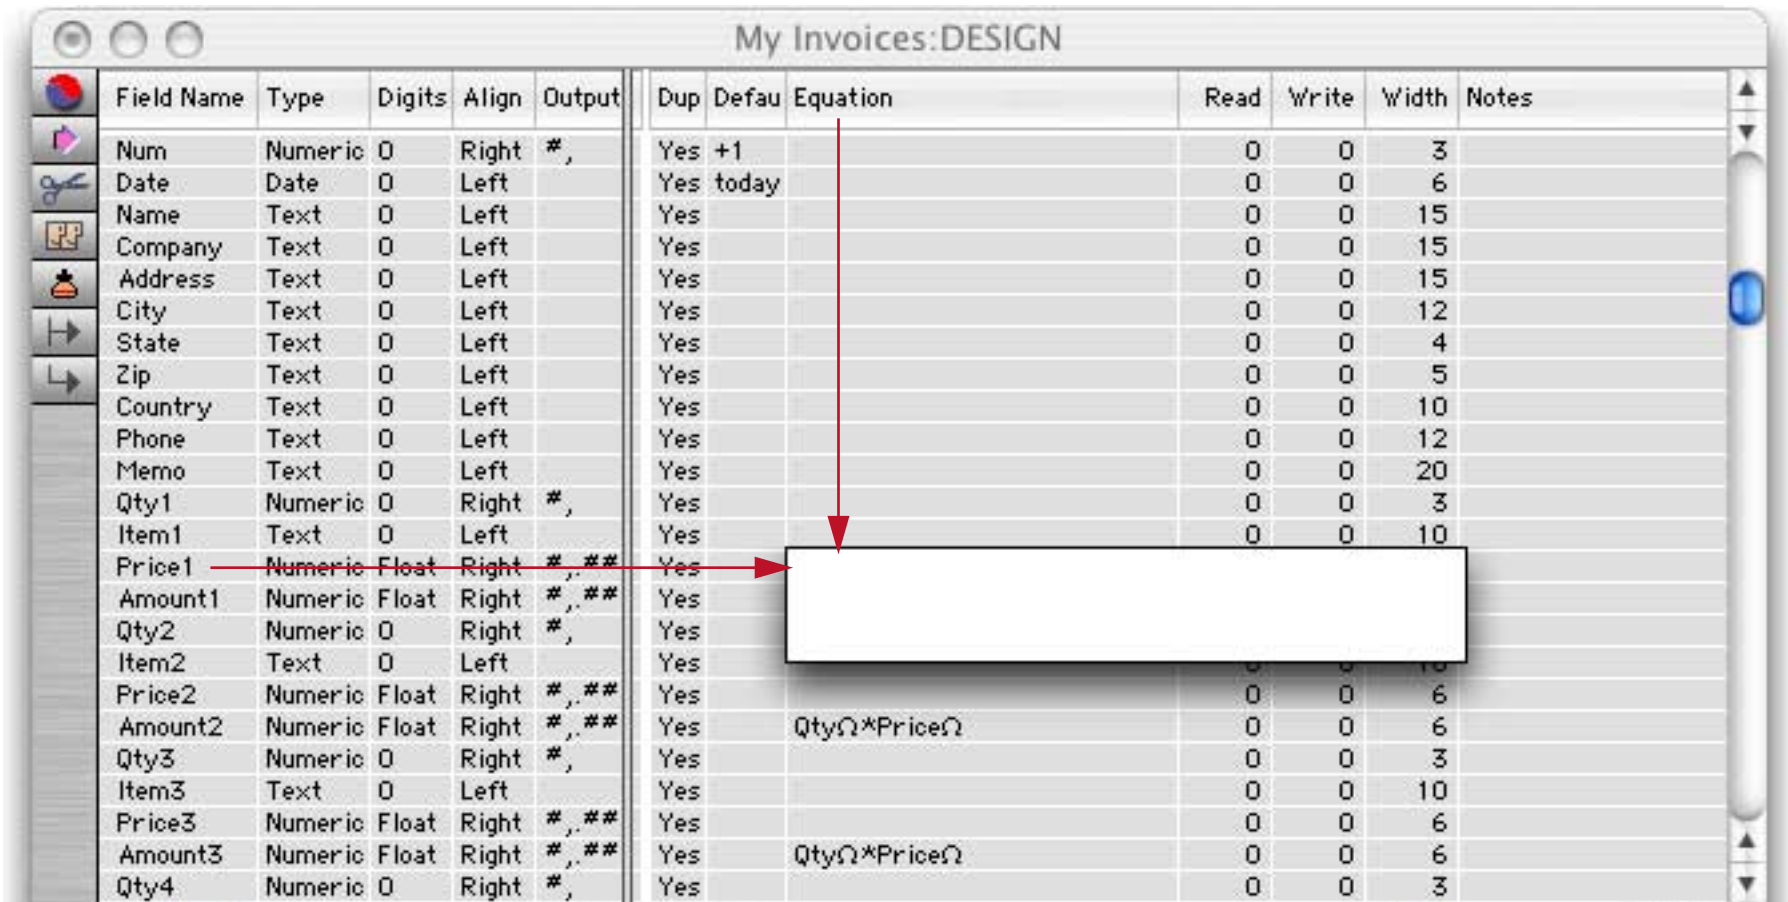 My Invoices:DESIGN
Field Name Type Digits Align Output Dup Defau Equation Read Write Width Notes
Num Numeric 0 Right #, Yes +1 0 0 3
Date Date 0 Left Yes today 0 0 6
Name Text 0 Left Yes 0 0 15
Company Text 0 Left Yes 0 0 15
Address Text 0 Left Yes 0 0 15
City Text 0 Left Yes 0 0 12
State Text 0 Left Yes 0 0 4
Zip Text 0 Left Yes 0 0 5
Country Text 0 Left Yes 0 0 10
Phone Text 0 Left Yes 0 0 12
Memo Text 0 Left Yes 0 0 20
Qty1 Numeric 0 Right #, Yes 0 0 3
Item1 Text 0 Left Yes 0 0 10
Price1 Numeric Float Right #,.## Yes
Amount1 Numeric Float Right #,.## Yes
Qty2 Numeric 0 Right #, Yes
Item2 Text 0 Left Yes
Price2 Numeric Float Right #,.## Yes 0 0 6
Amount2 Numeric Float Right #,.## Yes QtyΩ*PriceΩ 0 0 6
Qty3 Numeric 0 Right #, Yes 0 0 3
Item3 Text 0 Left Yes 0 0 10
Price3 Numeric Float Right #,.## Yes 0 0 6
Amount3 Numeric Float Right #,.## Yes QtyΩ*PriceΩ 0 0 6
Qty4 Numeric 0 Right #, Yes 0 0 3